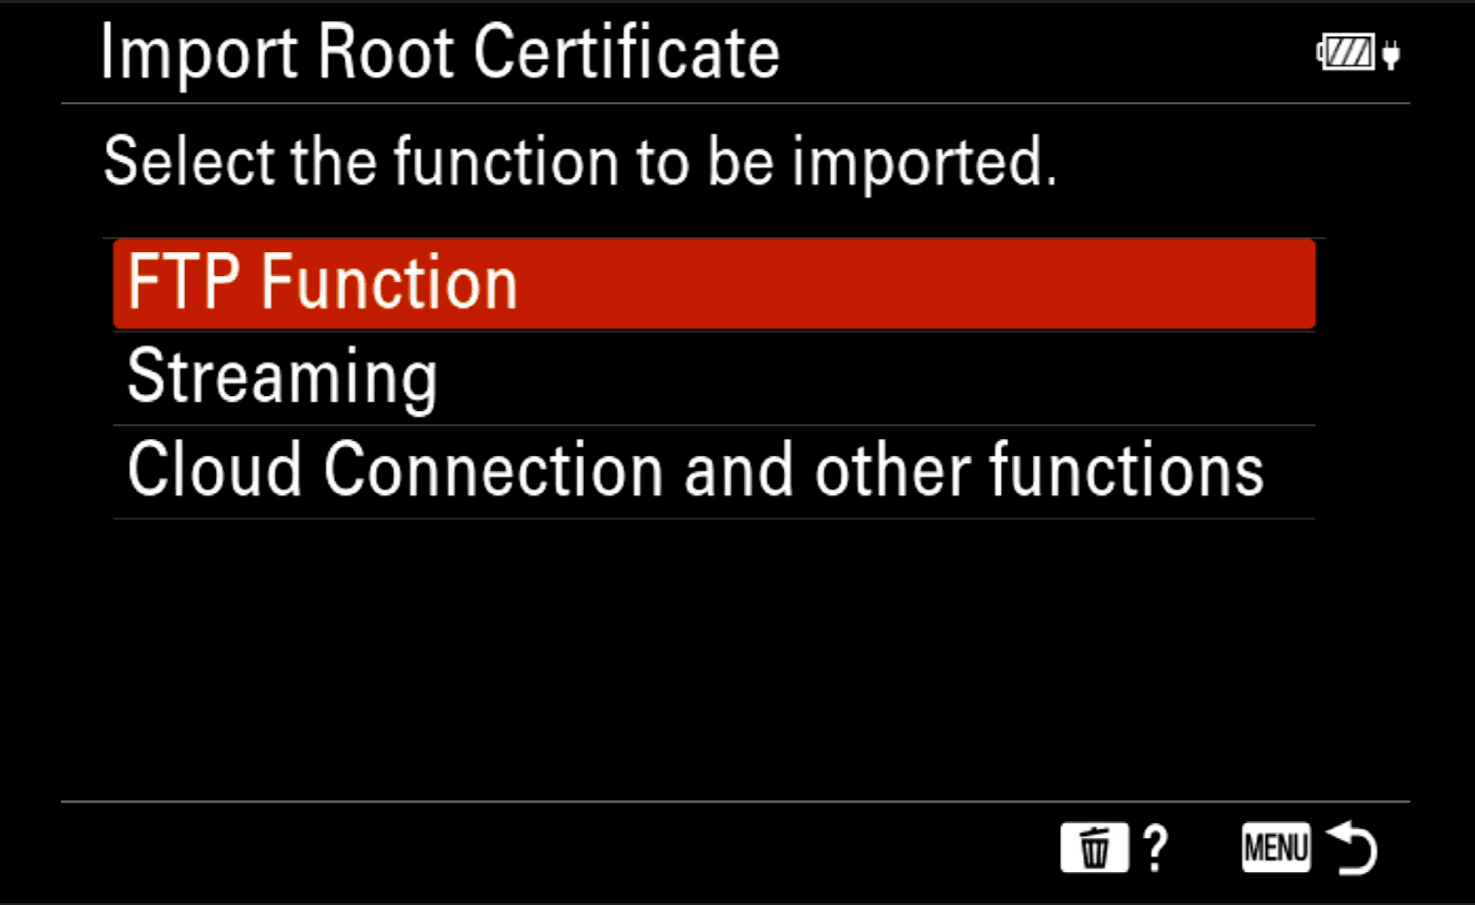 Import Root Certificate
Select the function to be imported.
FTP Function
Streaming
Cloud Connection and other functions
? MENU